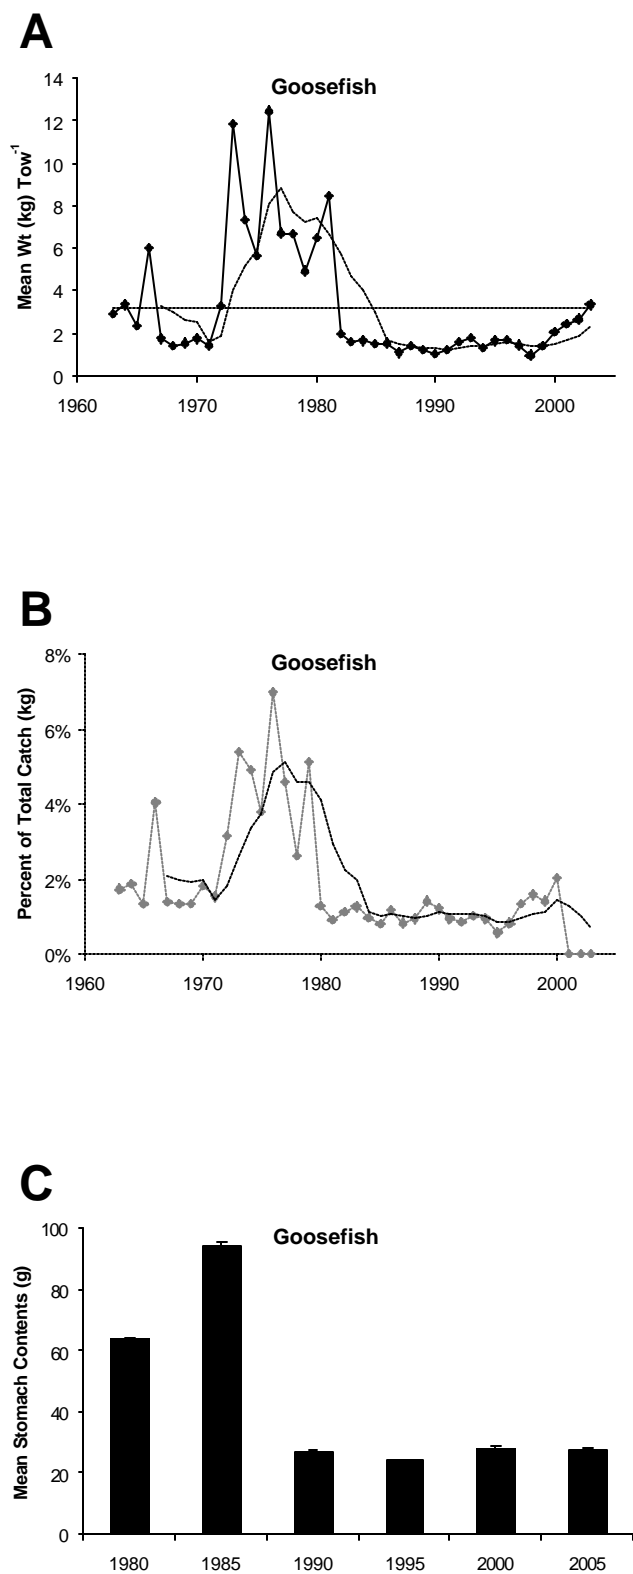 A
Goosefish
Mean Wt (kg) Tow-1
14
12
10
8
6
4
2
0
1960 1970 1980 1990 2000
B
Goosefish
Percent of Total Catch (kg)
8%
6%
4%
2%
0%
1960 1970 1980 1990 2000
C
Goosefish
Mean Stomach Contents (g)
100
80
60
40
20
0
1980 1985 1990 1995 2000 2005